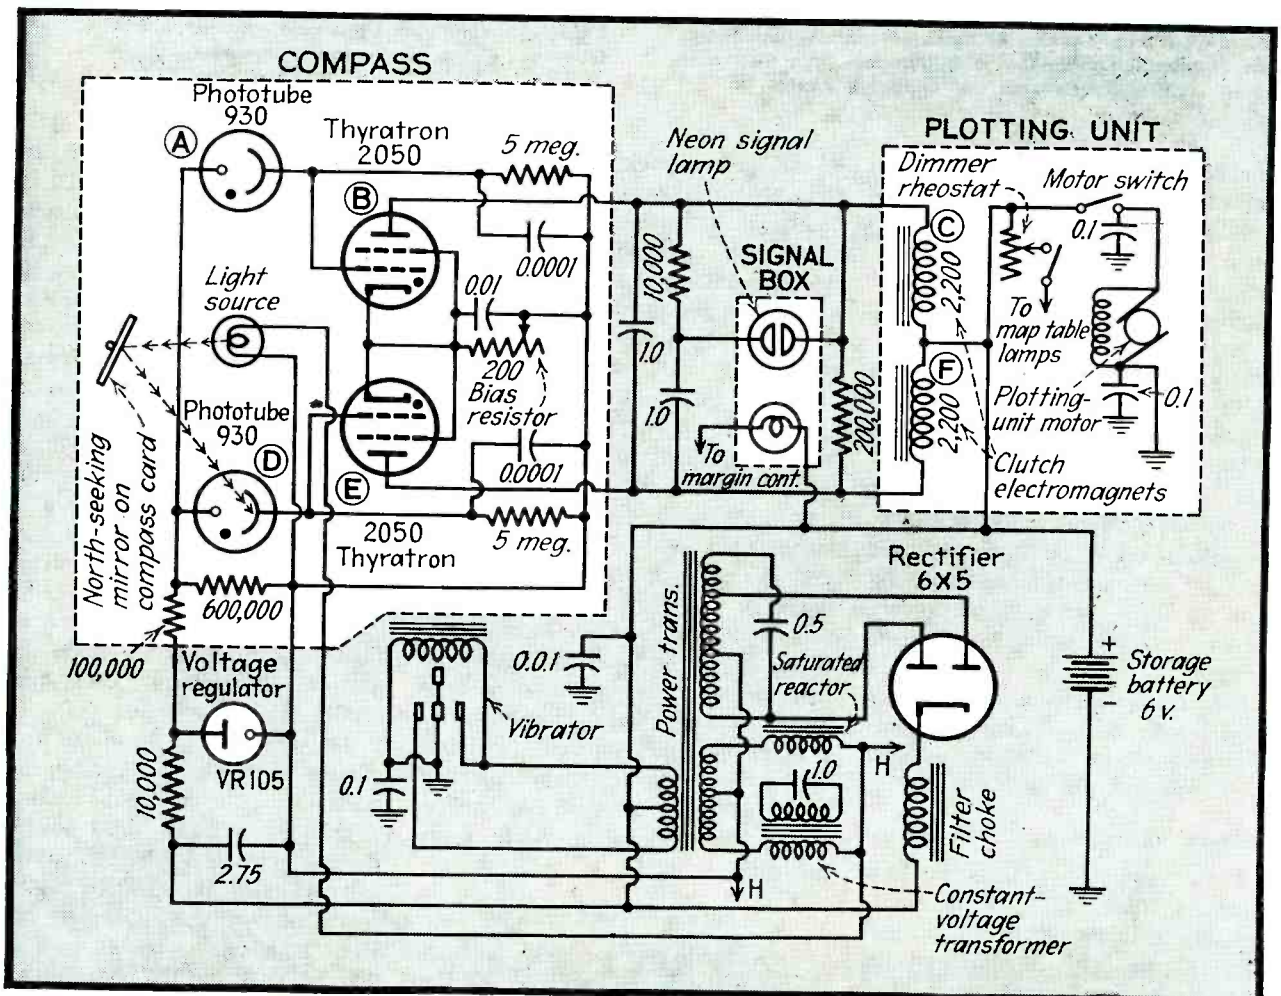 COMPASS
Phototube
930
A
Thyratron
2050
5 meg.
B
0.0001
Light
source
0.01
200
Bias
resistor
Phototube
930
D
E
0.0001
2050
Thyratron
5 meg.
North-seeking
mirror on
compass card
600,000
100,000
Neon signal
lamp
10,000
SIGNAL
BOX
1.0
1.0
200,000
To
margin cont.
PLOTTING UNIT
Dimmer
rheostat
Motor switch
C
2,200
0.1
To
map table
lamps
F
2,200
Plotting-
unit motor
0.1
Clutch
electromagnets
Voltage
regulator
VR105
10,000
2.75
0.1
Vibrator
0.01
Power trans.
0.5
Saturated
reactor
Rectifier
6X5
H
1.0
H
Filter
choke
Constant-
voltage
transformer
+
Storage
battery
6 v.
-